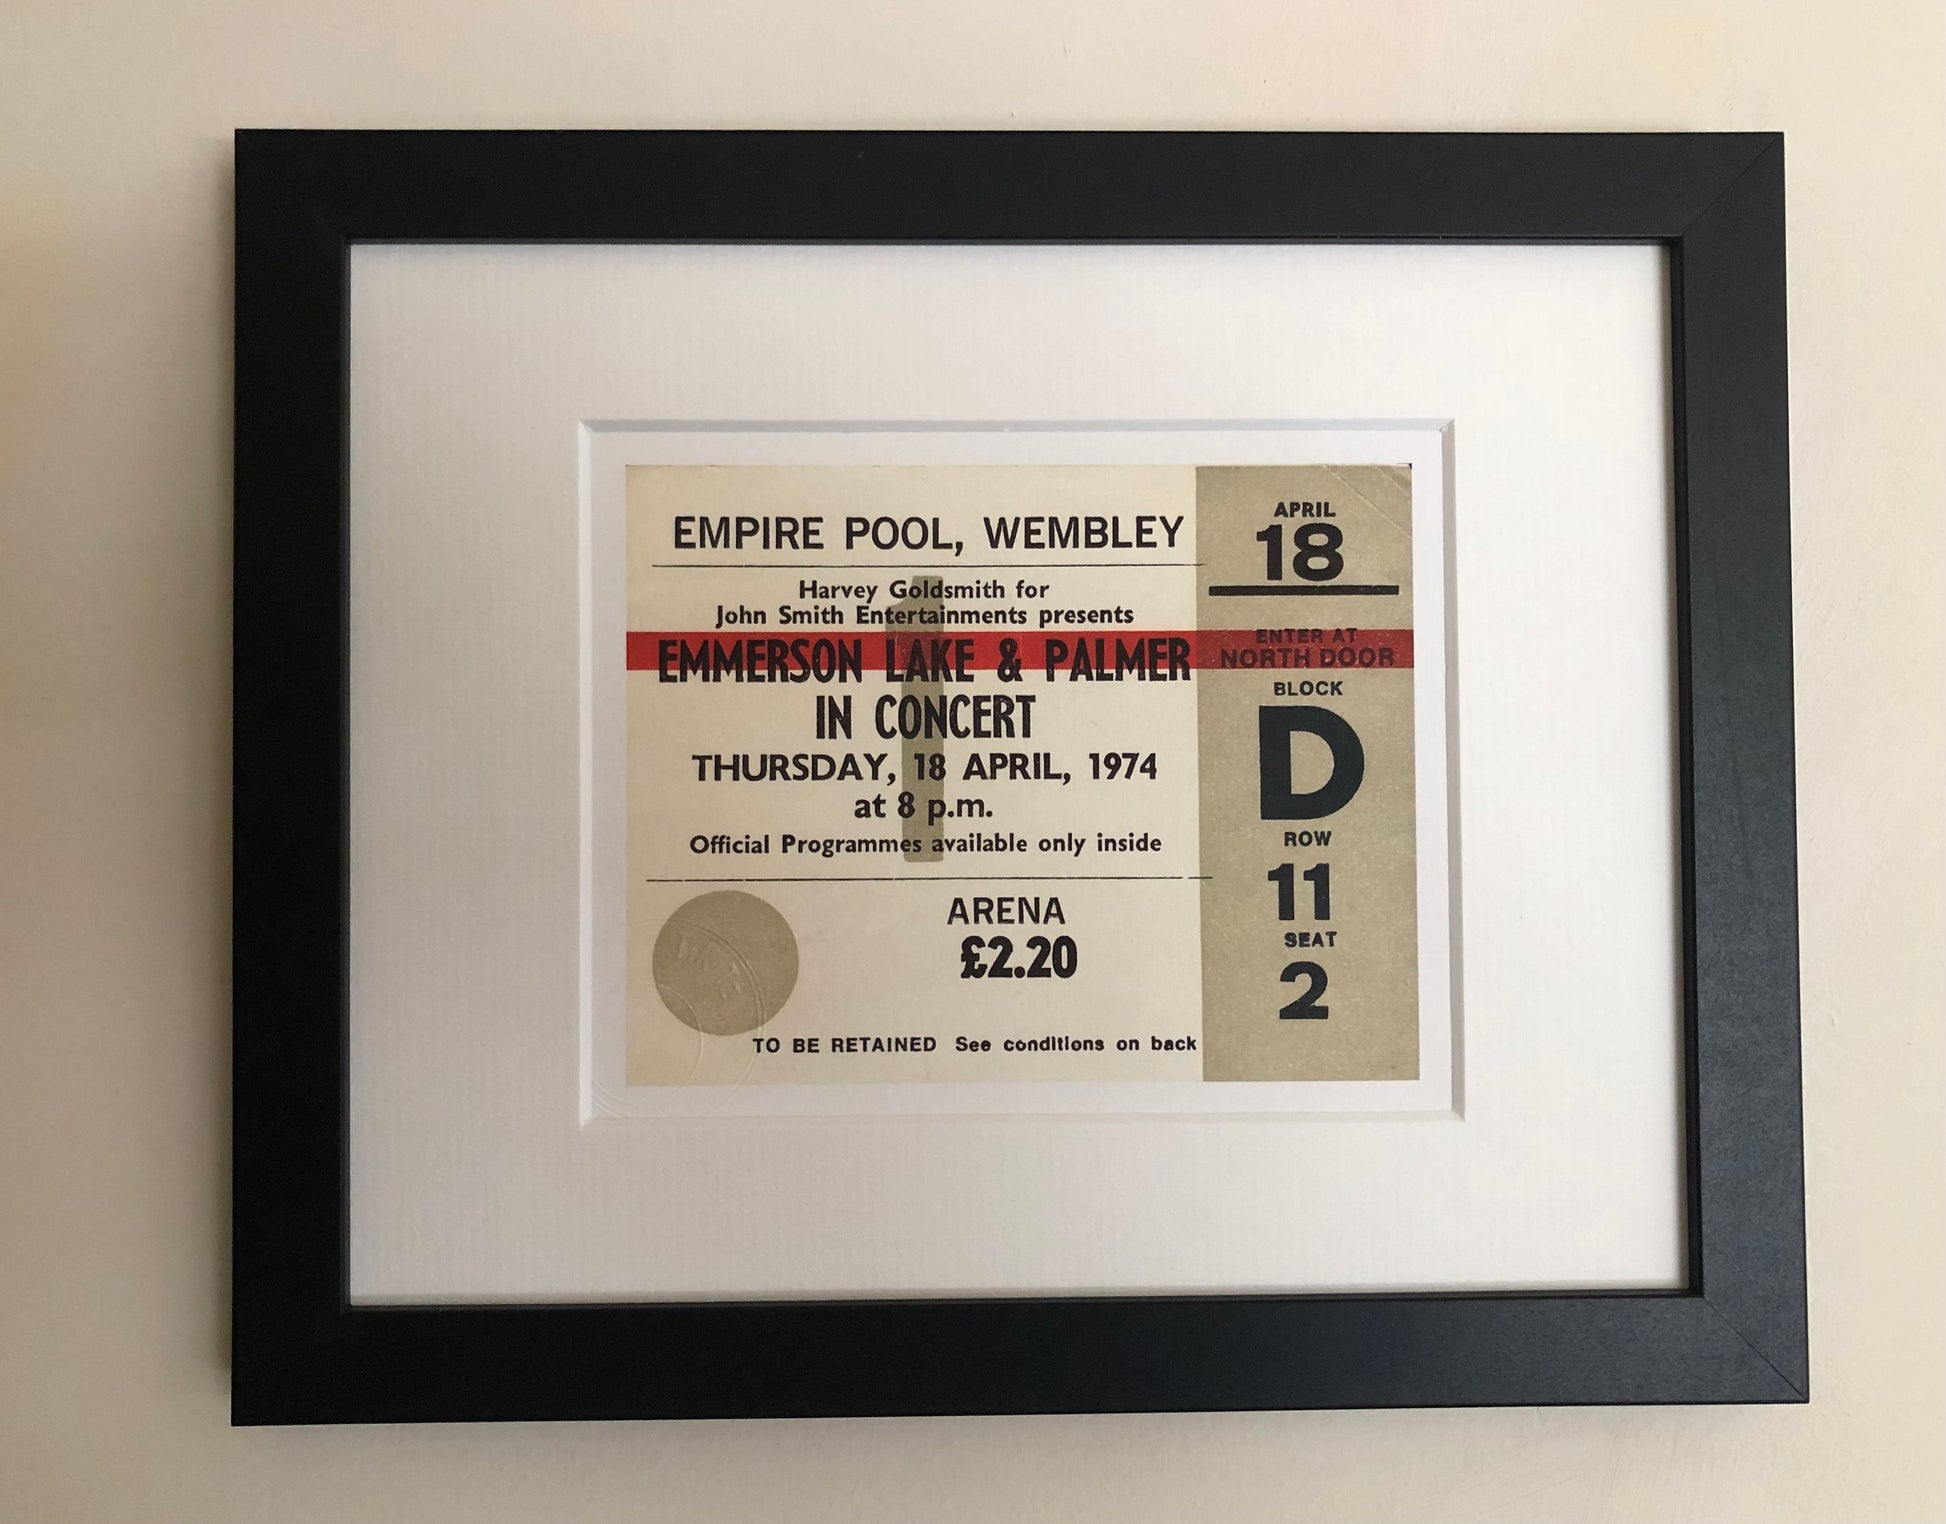 EMPIRE POOL, WEMBLEY
Harvey Goldsmith for
John Smith Entertainments presents
EMMERSON LAKE & PALMER
IN CONCERT
THURSDAY, 18 APRIL, 1974
at 8 p.m.
Official Programmes available only inside
ARENA
£2.20
TO BE RETAINED See conditions on back
1
APRIL
18
ENTER AT
NORTH DOOR
BLOCK
D
ROW
11
SEAT
2